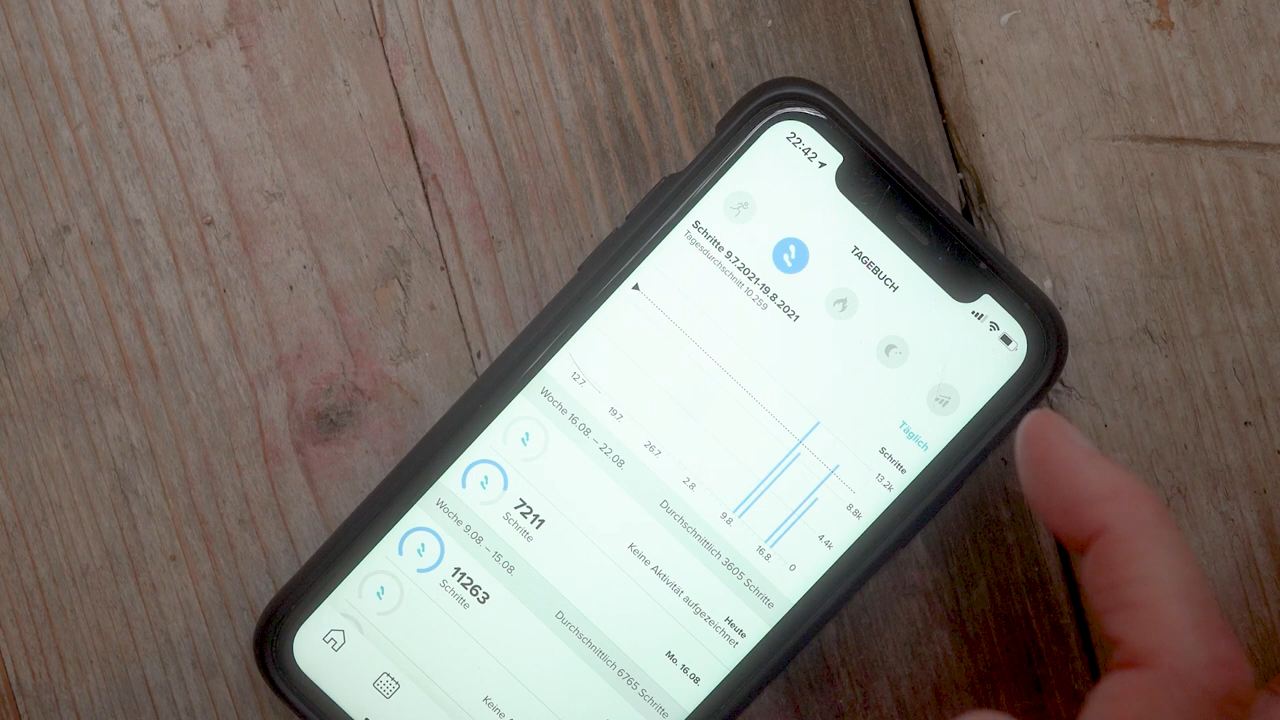 22:42
TAGEBUCH
Schritte 9.7.2021-19.8.2021
Tagesdurchschnitt 10.259
Täglich
Schritte
13.2k
8.8k
4.4k
0
12.7.
19.7.
26.7.
2.8.
9.8.
16.8.
Woche 16.08. – 22.08.
Durchschnittlich 3605 Schritte
Heute
Keine Aktivität aufgezeichnet
Mo. 16.08.
7211
Schritte
Woche 9.08. – 15.08.
Durchschnittlich 6765 Schritte
11263
Schritte